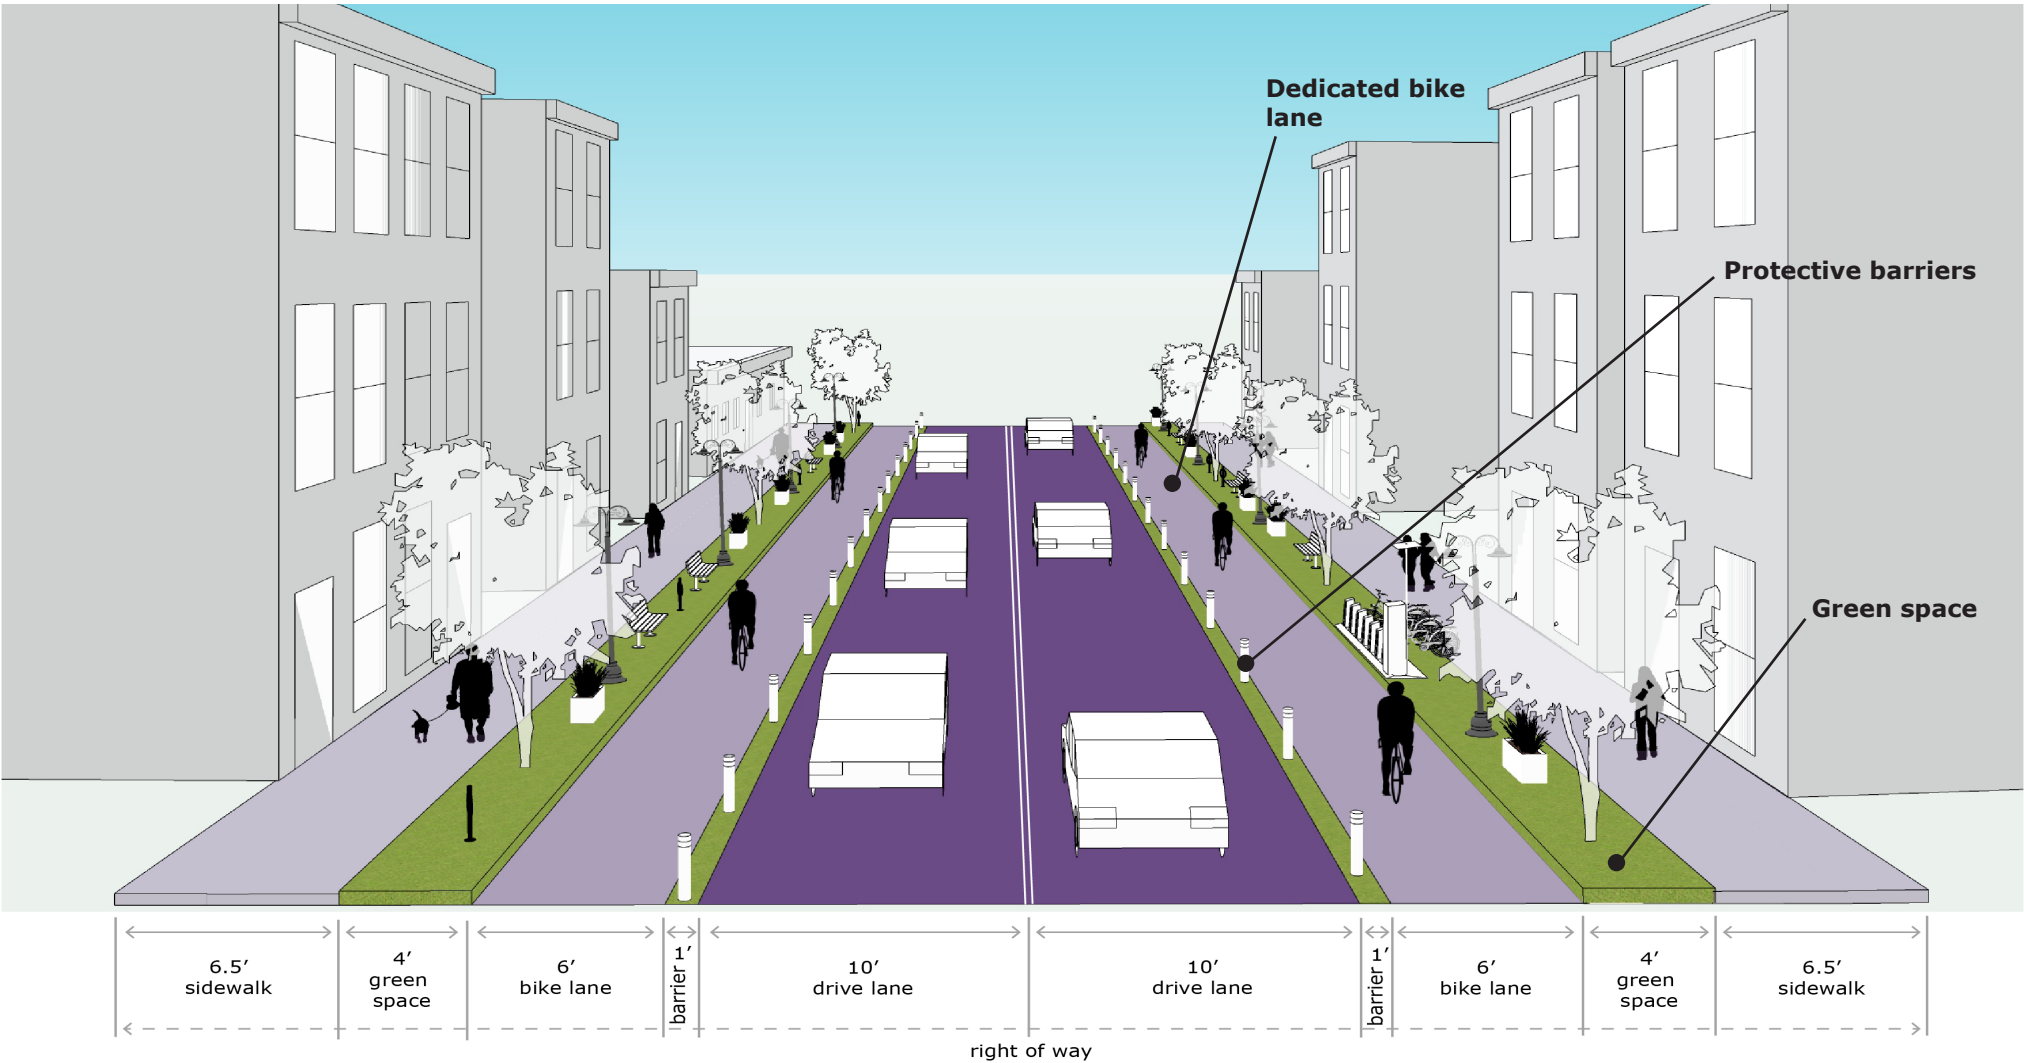 Dedicated bike
lane
Protective barriers
Green space
6.5’
sidewalk
4’
green
space
6’
bike lane
barrier 1’
10’
drive lane
10’
drive lane
barrier 1’
6’
bike lane
4’
green
space
6.5’
sidewalk
right of way